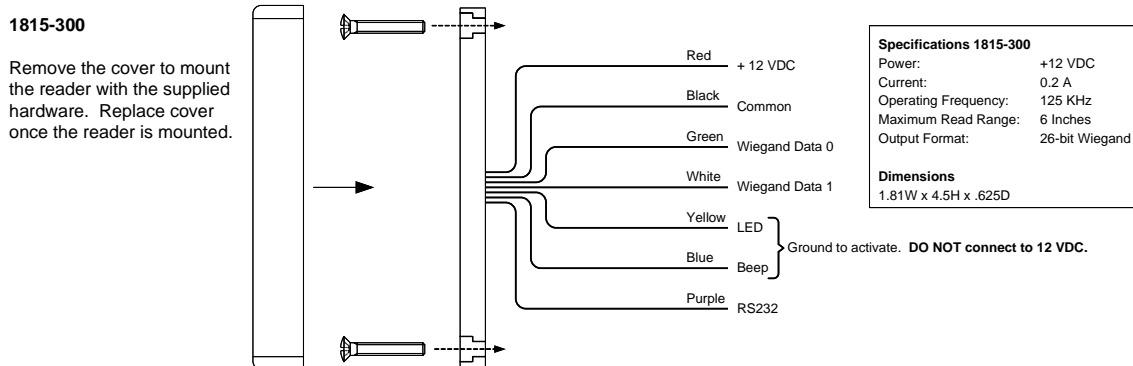 1815-300
Remove the cover to mount
the reader with the supplied
hardware. Replace cover
once the reader is mounted.
Red
+ 12 VDC
Black
Common
Green
Wiegand Data 0
White
Wiegand Data 1
Yellow
LED
Blue
Beep
Ground to activate. DO NOT connect to 12 VDC.
Purple
RS232
Specifications 1815-300
Power: +12 VDC
Current: 0.2 A
Operating Frequency: 125 KHz
Maximum Read Range: 6 Inches
Output Format: 26-bit Wiegand
Dimensions
1.81W x 4.5H x .625D